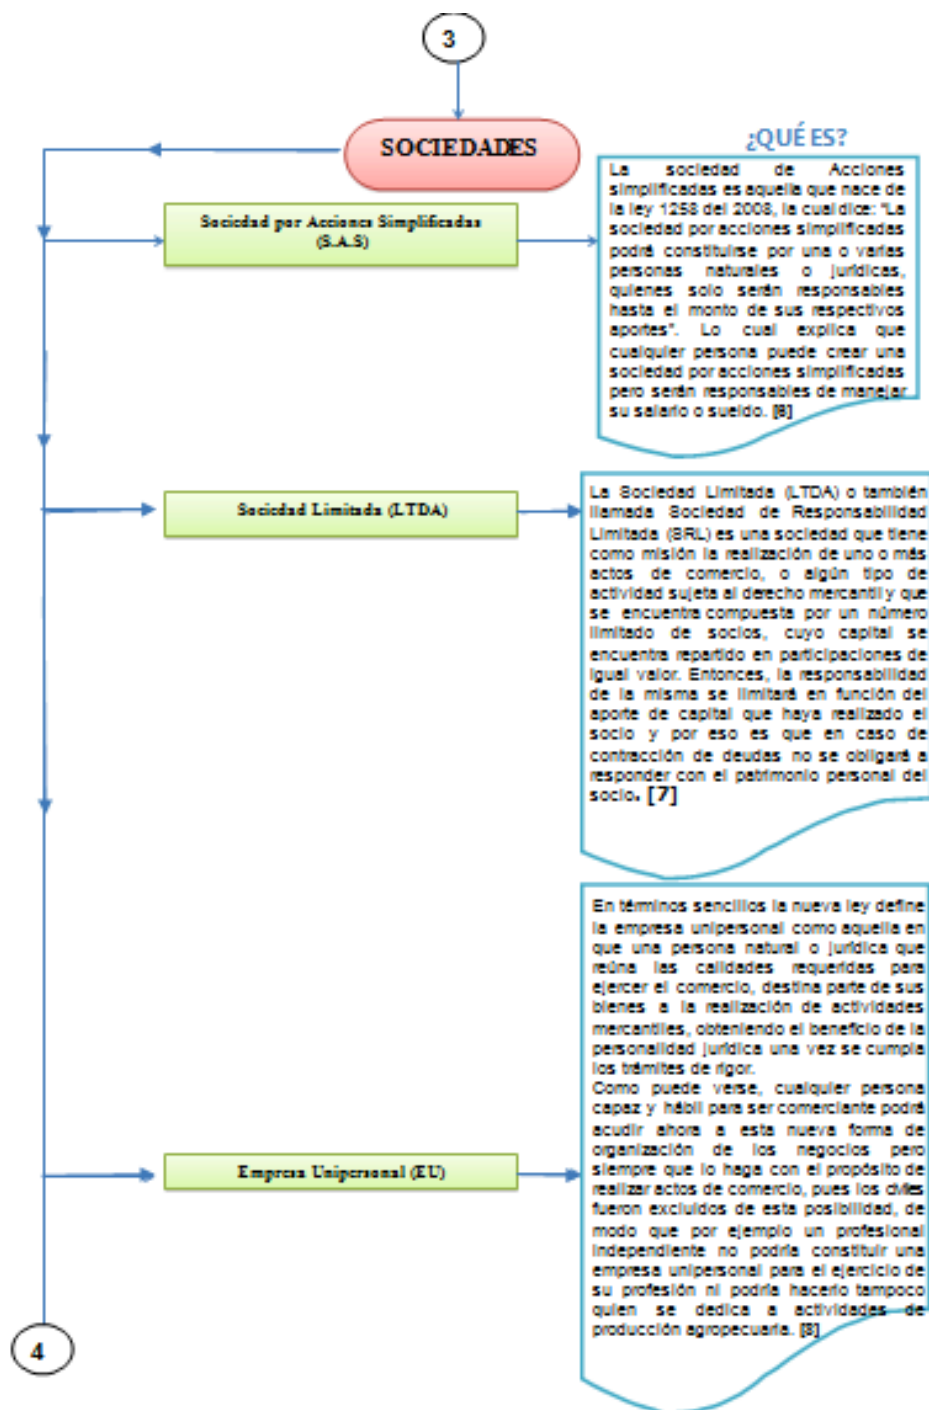 3
SOCIEDADES
¿QUÉ ES?
Sociedad por Acciones Simplificadas
(S.A.S)
La sociedad de Acciones
simplificadas es aquella que nace de
la ley 1258 del 2008, la cual dice: "La
sociedad por acciones simplificadas
podrá constituirse por una o varias
personas naturales o jurídicas,
quienes solo serán responsables
hasta el monto de sus respectivos
aportes". Lo cual explica que
cualquier persona puede crear una
sociedad por acciones simplificadas
pero serán responsables de manejar
su salario o sueldo. [6]
Sociedad Limitada (LTDA)
La Sociedad Limitada (LTDA) o también
llamada Sociedad de Responsabilidad
Limitada (SRL) es una sociedad que tiene
como misión la realización de uno o más
actos de comercio, o algún tipo de
actividad sujeta al derecho mercantil y que
se encuentra compuesta por un número
limitado de socios, cuyo capital se
encuentra repartido en participaciones de
igual valor. Entonces, la responsabilidad
de la misma se limitará en función del
aporte de capital que haya realizado el
socio y por eso es que en caso de
contracción de deudas no se obligará a
responder con el patrimonio personal del
socio. [7]
Empresa Unipersonal (EU)
En términos sencillos la nueva ley define
la empresa unipersonal como aquella en
que una persona natural o jurídica que
reúna las calidades requeridas para
ejercer el comercio, destina parte de sus
bienes a la realización de actividades
mercantiles, obteniendo el beneficio de la
personalidad jurídica una vez se cumpla
los trámites de rigor.
Como puede verse, cualquier persona
capaz y hábil para ser comerciante podrá
acudir ahora a esta nueva forma de
organización de los negocios pero
siempre que lo haga con el propósito de
realizar actos de comercio, pues los civiles
fueron excluidos de esta posibilidad, de
modo que por ejemplo un profesional
independiente no podría constituir una
empresa unipersonal para el ejercicio de
su profesión ni podría hacerlo tampoco
quien se dedica a actividades de
producción agropecuaria. [8]
4